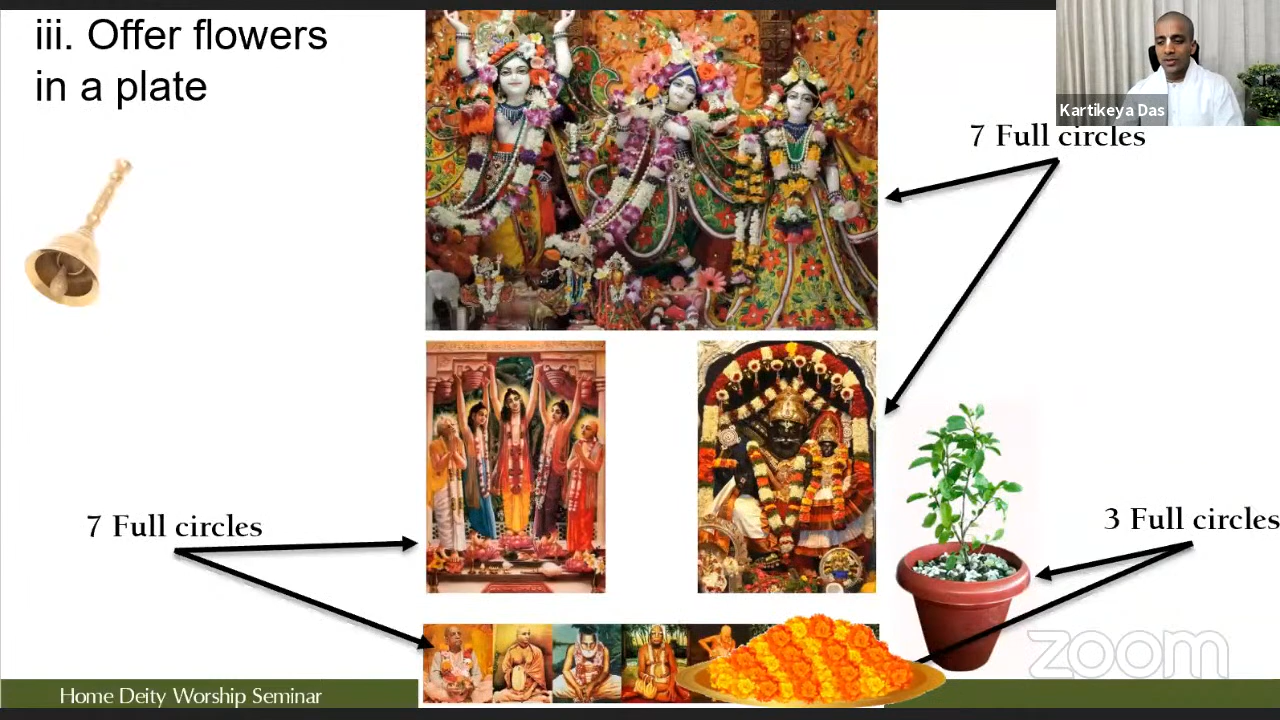 iii. Offer flowers
in a plate
Kartikeya Das
7 Full circles
7 Full circles
3 Full circles
zoom
Home Deity Worship Seminar